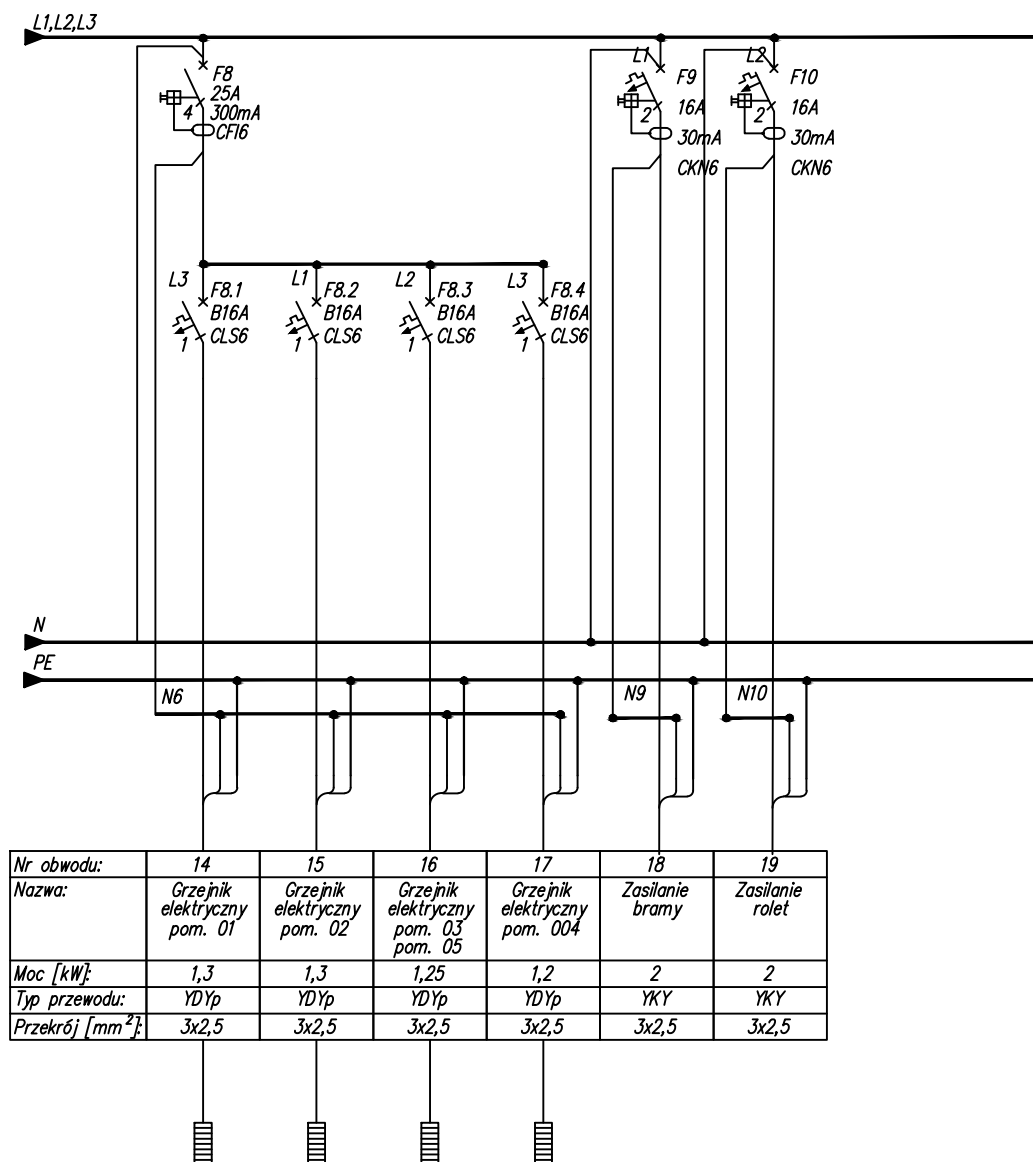 L1,L2,L3
F8
25A
300mA
4
CFI6
L1
F9
16A
2
30mA
CKN6
L2
F10
16A
2
30mA
CKN6
L3
F8.1
B16A
CLS6
1
L1
F8.2
B16A
CLS6
1
L2
F8.3
B16A
CLS6
1
L3
F8.4
B16A
CLS6
1
N
PE
N6
N9
N10
Nr obwodu: 14 15 16 17 18 19
Nazwa:
Grzejnik
elektryczny
pom. 01
Grzejnik
elektryczny
pom. 02
Grzejnik
elektryczny
pom. 03
pom. 05
Grzejnik
elektryczny
pom. 004
Zasilanie
bramy
Zasilanie
rolet
Moc [kW]: 1,3 1,3 1,25 1,2 2 2
Typ przewodu: YDYp YDYp YDYp YDYp YKY YKY
Przekrój [mm²]: 3x2,5 3x2,5 3x2,5 3x2,5 3x2,5 3x2,5